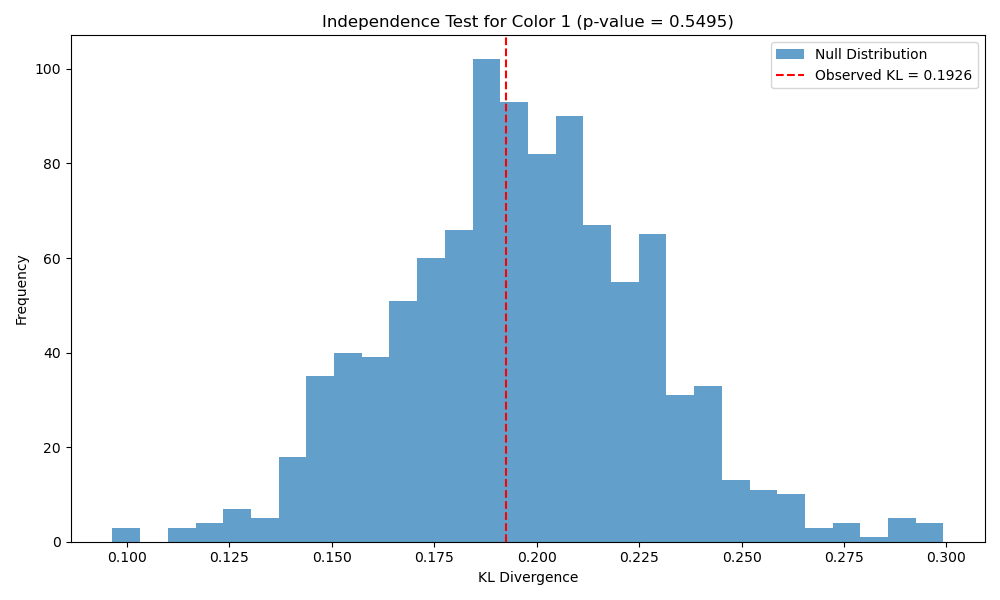 Independence Test for Color 1 (p-value = 0.5495)
Null Distribution
Observed KL = 0.1926
Frequency
100
80
60
40
20
0
0.100 0.125 0.150 0.175 0.200 0.225 0.250 0.275 0.300
KL Divergence